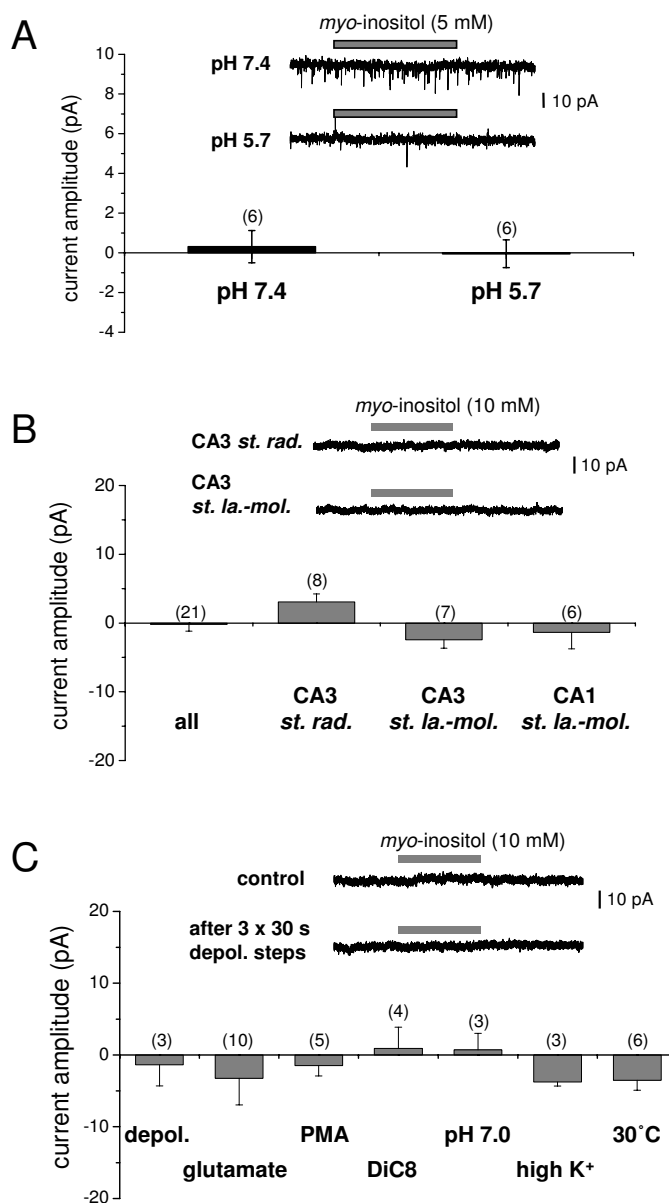 A
myo-inositol (5 mM)
pH 7.4
10 pA
pH 5.7
current amplitude (pA)
10
8
6
4
2
0
-2
-4
(6)
(6)
pH 7.4
pH 5.7
B
myo-inositol (10 mM)
CA3 st. rad.
10 pA
CA3
st. la.-mol.
current amplitude (pA)
20
10
0
-10
-20
(21)
(8)
(7)
(6)
all
CA3
st. rad.
CA3
st. la.-mol.
CA1
st. la.-mol.
C
myo-inositol (10 mM)
control
10 pA
after 3 x 30 s
depol. steps
current amplitude (pA)
20
10
0
-10
-20
(3)
(10)
(5)
(4)
(3)
(3)
(6)
depol.
glutamate
PMA
DiC8
pH 7.0
high K⁺
30˚C